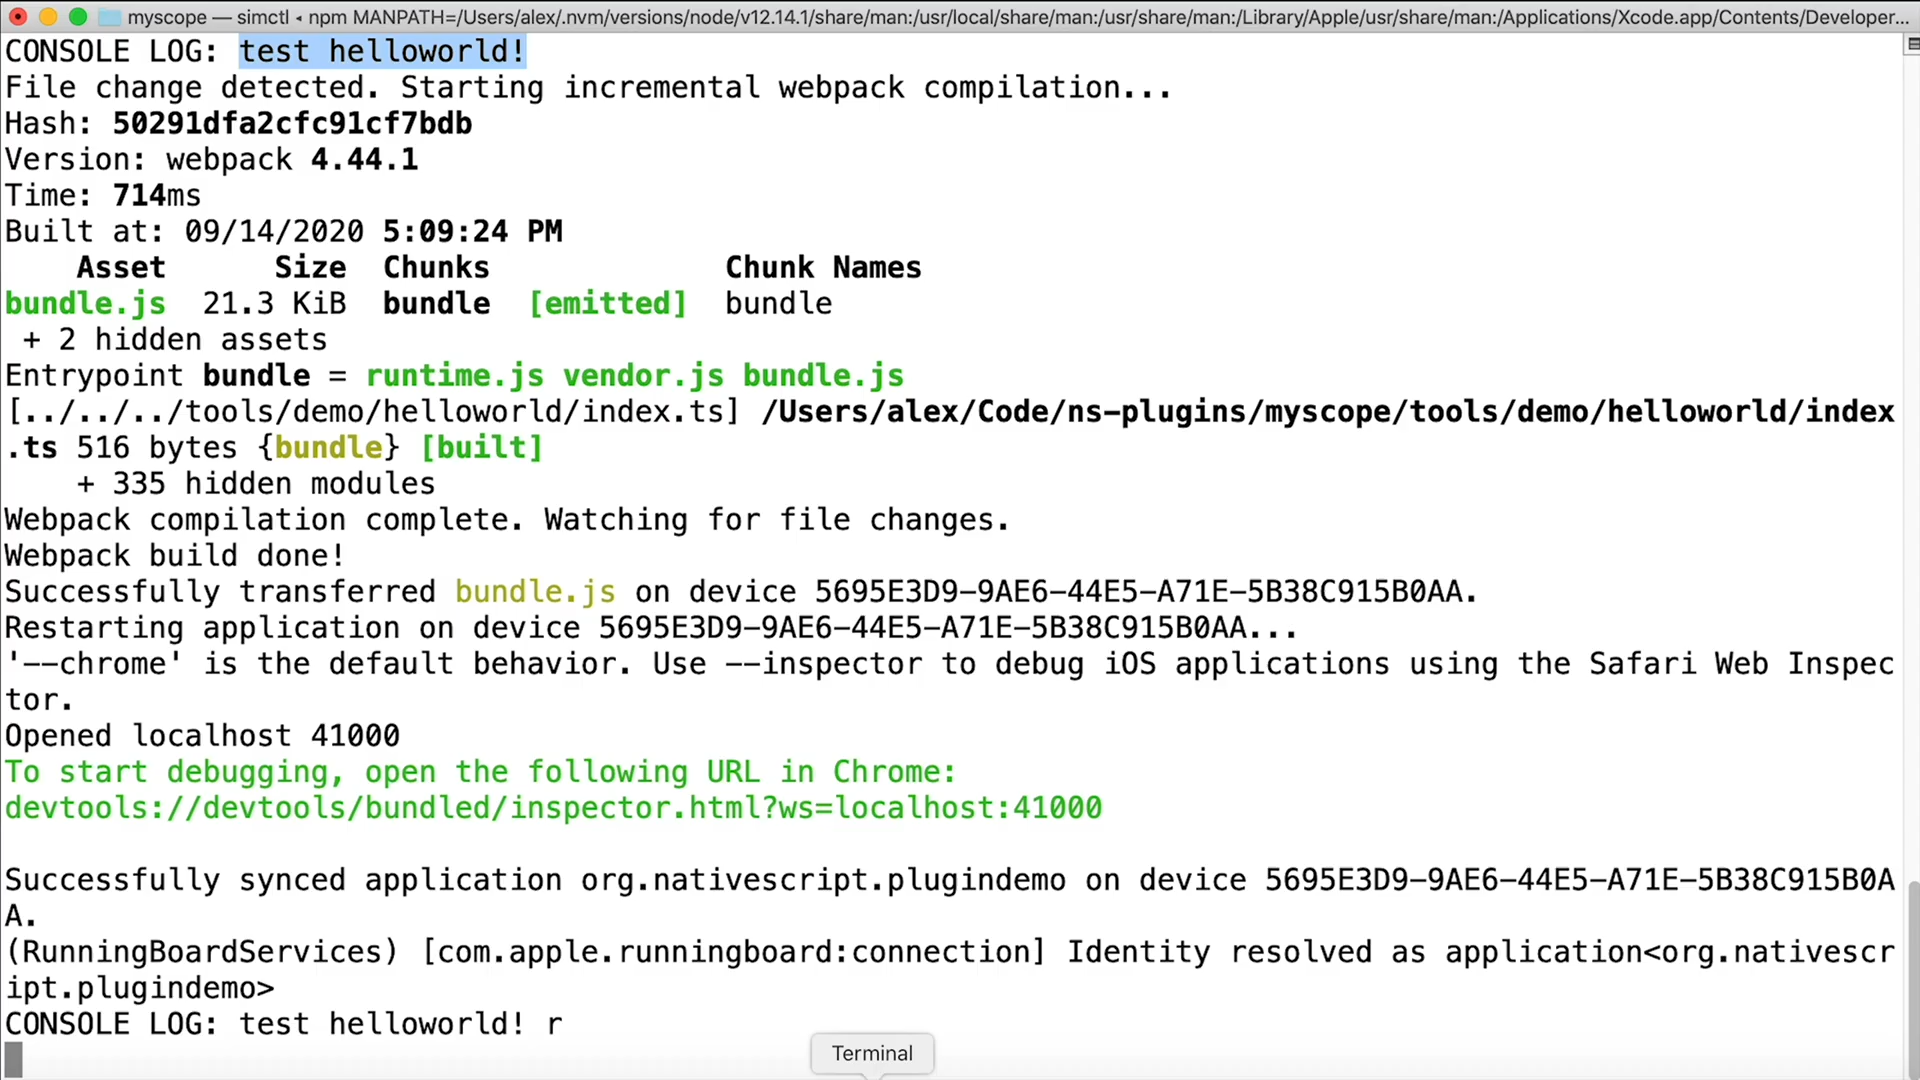 myscope — simctl ◂ npm MANPATH=/Users/alex/.nvm/versions/node/v12.14.1/share/man:/usr/local/share/man:/usr/share/man:/Library/Apple/usr/share/man:/Applications/Xcode.app/Contents/Developer...
CONSOLE LOG: test helloworld!
File change detected. Starting incremental webpack compilation...
Hash: 50291dfa2cfc91cf7bdb
Version: webpack 4.44.1
Time: 714ms
Built at: 09/14/2020 5:09:24 PM
Asset Size Chunks Chunk Names
bundle.js 21.3 KiB bundle [emitted] bundle
+ 2 hidden assets
Entrypoint bundle = runtime.js vendor.js bundle.js
[../../../tools/demo/helloworld/index.ts] /Users/alex/Code/ns-plugins/myscope/tools/demo/helloworld/index
.ts 516 bytes {bundle} [built]
+ 335 hidden modules
Webpack compilation complete. Watching for file changes.
Webpack build done!
Successfully transferred bundle.js on device 5695E3D9-9AE6-44E5-A71E-5B38C915B0AA.
Restarting application on device 5695E3D9-9AE6-44E5-A71E-5B38C915B0AA...
'--chrome' is the default behavior. Use --inspector to debug iOS applications using the Safari Web Inspec
tor.
Opened localhost 41000
To start debugging, open the following URL in Chrome:
devtools://devtools/bundled/inspector.html?ws=localhost:41000
Successfully synced application org.nativescript.plugindemo on device 5695E3D9-9AE6-44E5-A71E-5B38C915B0A
A.
(RunningBoardServices) [com.apple.runningboard:connection] Identity resolved as application<org.nativescr
ipt.plugindemo>
CONSOLE LOG: test helloworld! r
Terminal